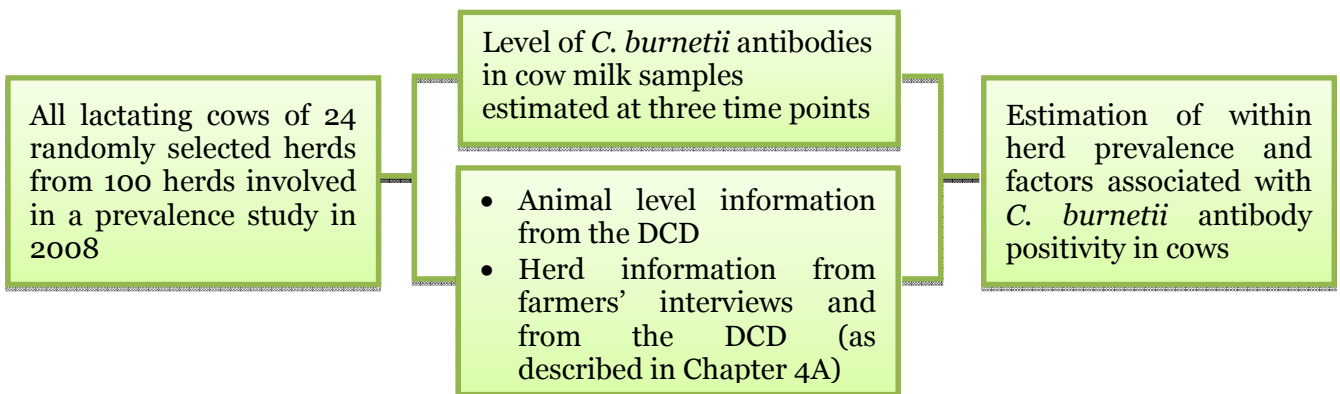 All lactating cows of 24
randomly selected herds
from 100 herds involved
in a prevalence study in
2008
Level of C. burnetii antibodies
in cow milk samples
estimated at three time points
• Animal level information
from the DCD
• Herd information from
farmers’ interviews and
from the DCD (as
described in Chapter 4A)
Estimation of within
herd prevalence and
factors associated with
C. burnetii antibody
positivity in cows